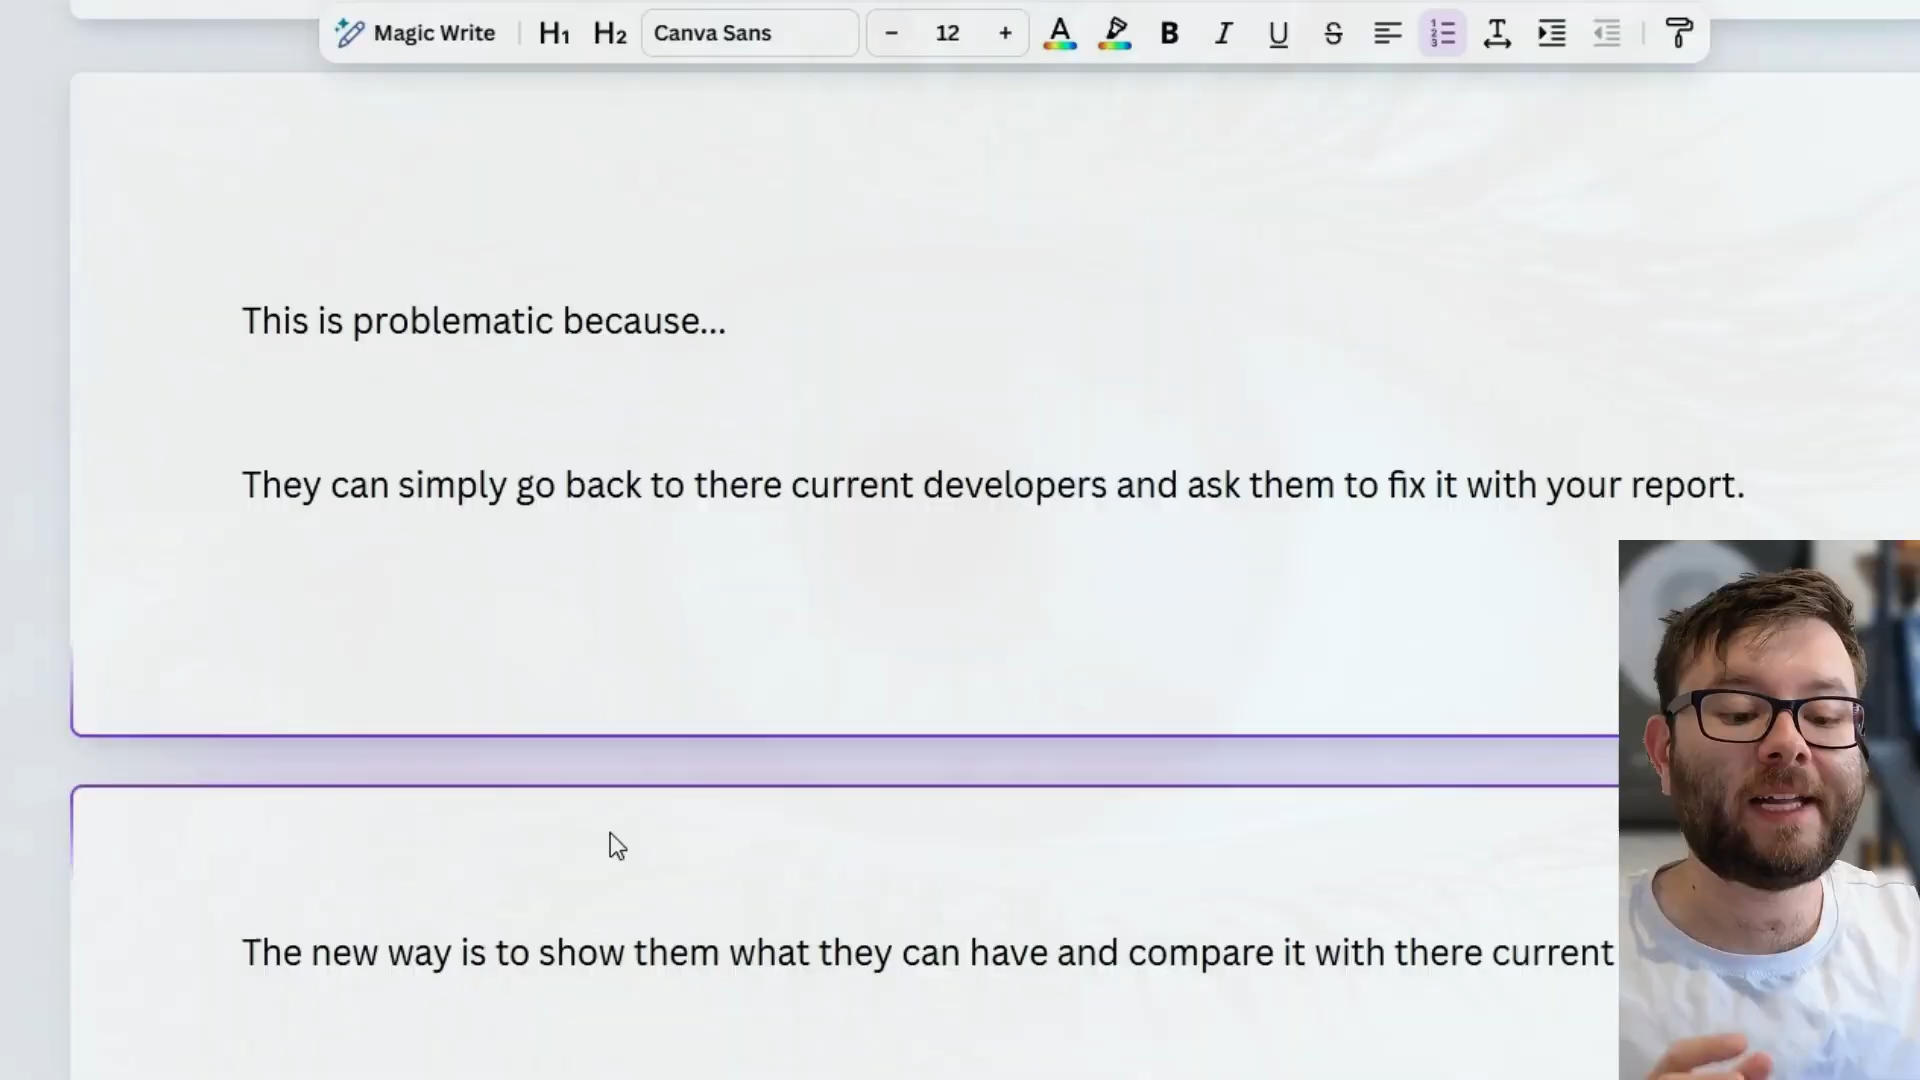 Magic Write H1 H2 Canva Sans − 12 + A B I U S
This is problematic because...
They can simply go back to there current developers and ask them to fix it with your report.
The new way is to show them what they can have and compare it with there current